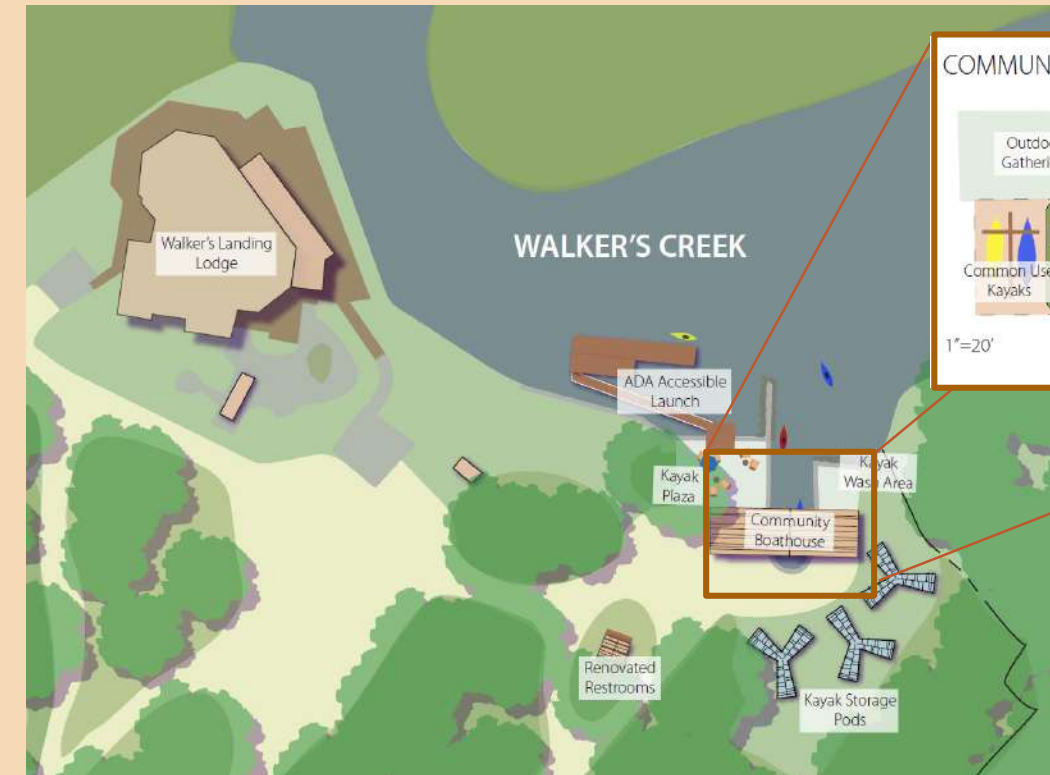 COMMUN
Outdo
Gatheri
Walker's Landing
Lodge
WALKER'S CREEK
Common Use
Kayaks
1"=20'
ADA Accessible
Launch
Kayak
Plaza
Kayak
Wash Area
Community
Boathouse
Renovated
Restrooms
Kayak Storage
Pods